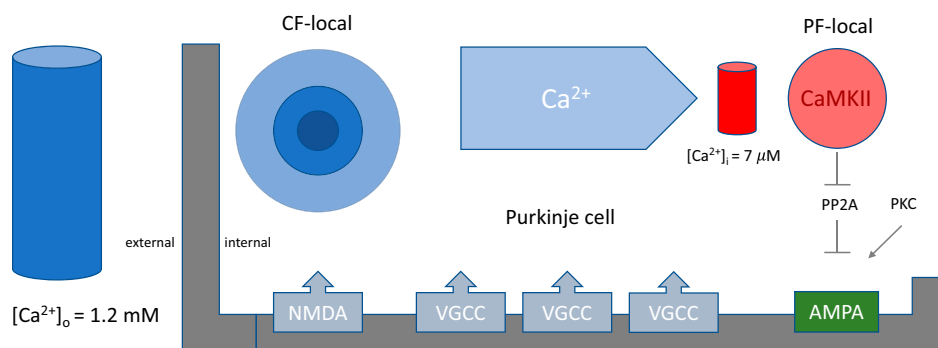 CF-local
PF-local
Ca²⁺
CaMKII
[Ca²⁺]ᵢ = 7 μM
PP2A
PKC
Purkinje cell
external
internal
[Ca²⁺]ₒ = 1.2 mM
NMDA
VGCC
VGCC
VGCC
AMPA